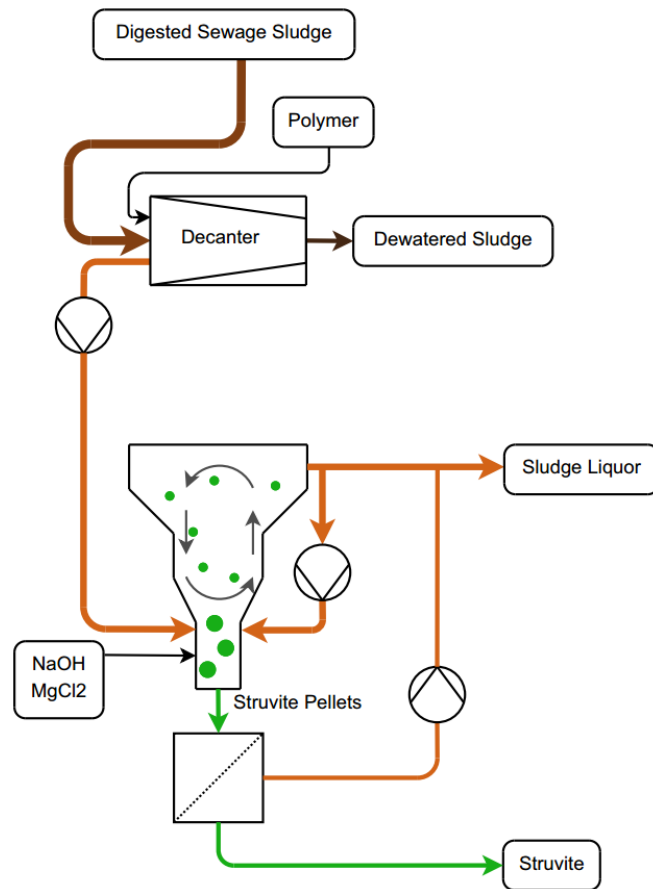 Digested Sewage Sludge
Polymer
Decanter
Dewatered Sludge
Sludge Liquor
NaOH
MgCl2
Struvite Pellets
Struvite